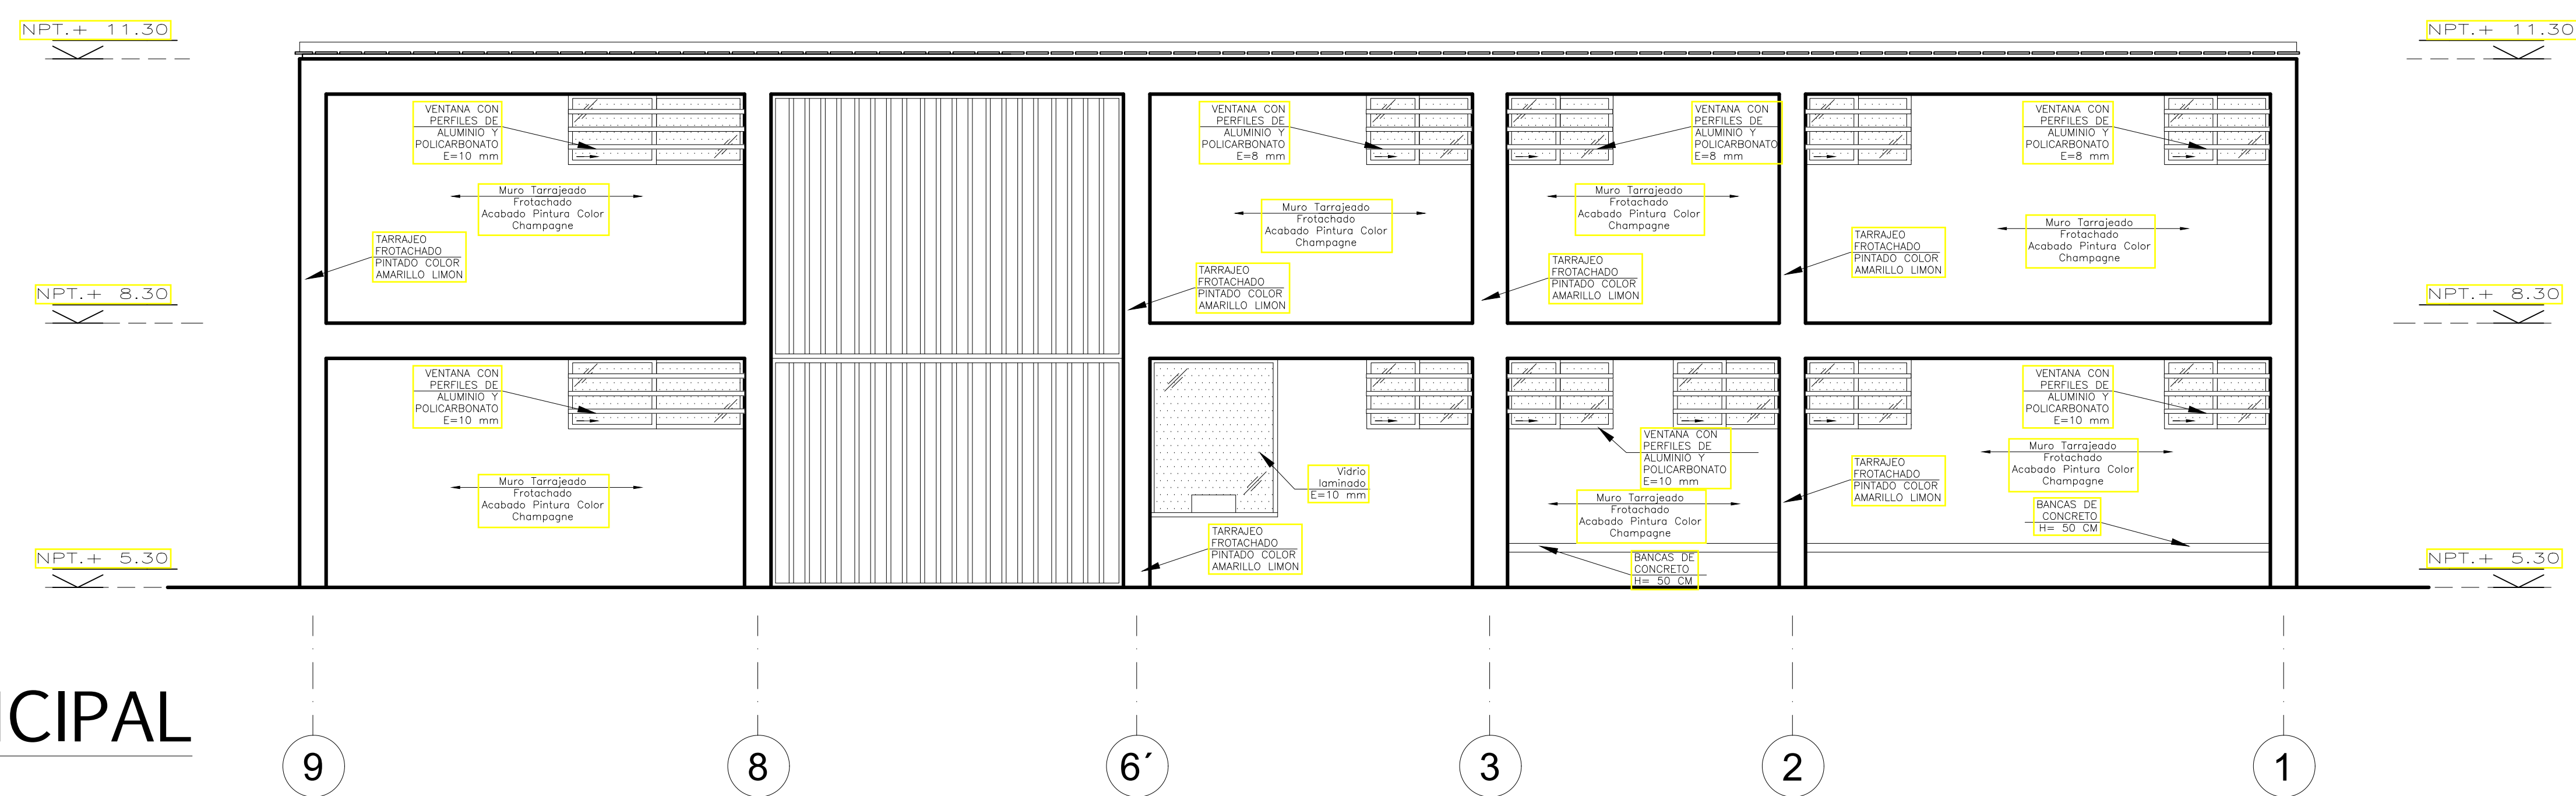 NPT.+ 11.30
NPT.+ 11.30
VENTANA CON
PERFILES DE
ALUMINIO Y
POLICARBONATO
E=10 mm
VENTANA CON
PERFILES DE
ALUMINIO Y
POLICARBONATO
E=8 mm
VENTANA CON
PERFILES DE
ALUMINIO Y
POLICARBONATO
E=8 mm
VENTANA CON
PERFILES DE
ALUMINIO Y
POLICARBONATO
E=8 mm
Muro Tarrajeado
Frotachado
Acabado Pintura Color
Champagne
Muro Tarrajeado
Frotachado
Acabado Pintura Color
Champagne
Muro Tarrajeado
Frotachado
Acabado Pintura Color
Champagne
Muro Tarrajeado
Frotachado
Acabado Pintura Color
Champagne
TARRAJEO
FROTACHADO
PINTADO COLOR
AMARILLO LIMON
TARRAJEO
FROTACHADO
PINTADO COLOR
AMARILLO LIMON
TARRAJEO
FROTACHADO
PINTADO COLOR
AMARILLO LIMON
TARRAJEO
FROTACHADO
PINTADO COLOR
AMARILLO LIMON
NPT.+ 8.30
NPT.+ 8.30
VENTANA CON
PERFILES DE
ALUMINIO Y
POLICARBONATO
E=10 mm
VENTANA CON
PERFILES DE
ALUMINIO Y
POLICARBONATO
E=10 mm
VENTANA CON
PERFILES DE
ALUMINIO Y
POLICARBONATO
E=10 mm
Muro Tarrajeado
Frotachado
Acabado Pintura Color
Champagne
Vidrio
laminado
E=10 mm
Muro Tarrajeado
Frotachado
Acabado Pintura Color
Champagne
TARRAJEO
FROTACHADO
PINTADO COLOR
AMARILLO LIMON
Muro Tarrajeado
Frotachado
Acabado Pintura Color
Champagne
TARRAJEO
FROTACHADO
PINTADO COLOR
AMARILLO LIMON
BANCAS DE
CONCRETO
H= 50 CM
BANCAS DE
CONCRETO
H= 50 CM
NPT.+ 5.30
NPT.+ 5.30
CIPAL
9
8
6´
3
2
1